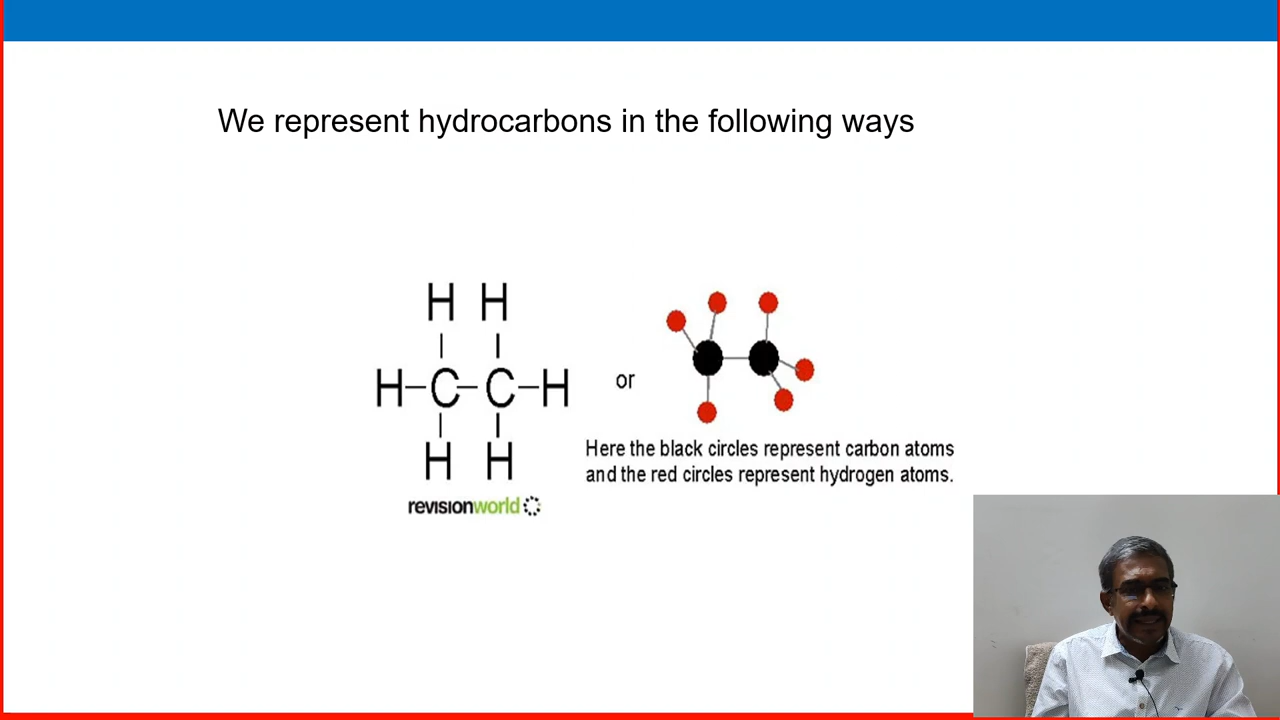 We represent hydrocarbons in the following ways
H H
H-C-C-H
H H
or
Here the black circles represent carbon atoms
and the red circles represent hydrogen atoms.
revisionworld